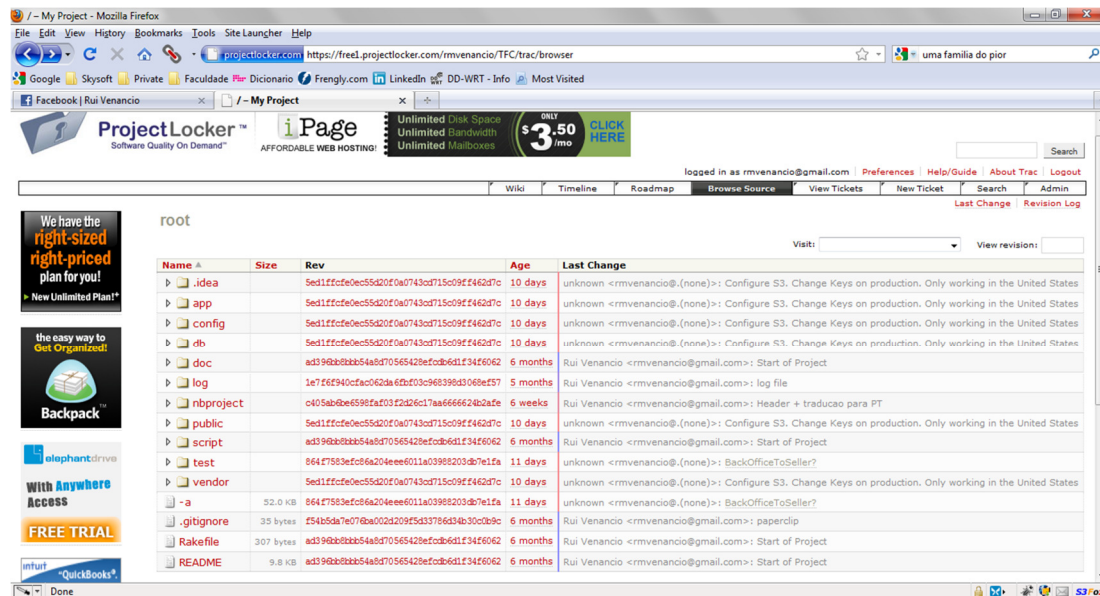 / – My Project - Mozilla Firefox
File Edit View History Bookmarks Tools Site Launcher Help
projectlocker.com https://free1.projectlocker.com/rmvenancio/TFC/trac/browser uma familia do pior
Google Skysoft Private Faculdade Dicionario Frengly.com LinkedIn DD-WRT - Info Most Visited
Facebook | Rui Venancio / – My Project
ProjectLocker™
Software Quality On Demand™
iPage
AFFORDABLE WEB HOSTING!
Unlimited Disk Space
Unlimited Bandwidth
Unlimited Mailboxes
ONLY
$3.50
/mo
CLICK
HERE
Search
logged in as rmvenancio@gmail.com Preferences Help/Guide About Trac Logout
Wiki Timeline Roadmap Browse Source View Tickets New Ticket Search Admin
Last Change Revision Log
We have the
right-sized
right-priced
plan for you!
New Unlimited Plan!*
the easy way to
Get Organized!
Backpack™
elephantdrive
With Anywhere
Access
FREE TRIAL
intuit
"QuickBooks®.
root
Visit: View revision:
Name Size Rev Age Last Change
.idea 5ed1ffcfe0ec55d20f0a0743cd715c09ff462d7c 10 days unknown <rmvenancio@.(none)>: Configure S3. Change Keys on production. Only working in the United States
app 5ed1ffcfe0ec55d20f0a0743cd715c09ff462d7c 10 days unknown <rmvenancio@.(none)>: Configure S3. Change Keys on production. Only working in the United States
config 5ed1ffcfe0ec55d20f0a0743cd715c09ff462d7c 10 days unknown <rmvenancio@.(none)>: Configure S3. Change Keys on production. Only working in the United States
db 5ed1ffcfe0ec55d20f0a0743cd715c09ff462d7c 10 days unknown <rmvenancio@.(none)>: Configure S3. Change Keys on production. Only working in the United States
doc ad396bb8bbb54a8d70565428efcdb6d1f34f6062 6 months Rui Venancio <rmvenancio@gmail.com>: Start of Project
log 1e7f6f940cfac062da6fbf03c968398d3068ef57 5 months Rui Venancio <rmvenancio@gmail.com>: log file
nbproject c405ab6be6598faf03f2d26c17aa6666624b2afe 6 weeks Rui Venancio <rmvenancio@gmail.com>: Header + traducao para PT
public 5ed1ffcfe0ec55d20f0a0743cd715c09ff462d7c 10 days unknown <rmvenancio@.(none)>: Configure S3. Change Keys on production. Only working in the United States
script ad396bb8bbb54a8d70565428efcdb6d1f34f6062 6 months Rui Venancio <rmvenancio@gmail.com>: Start of Project
test 864f7583efc86a204eee6011a03988203db7e1fa 11 days unknown <rmvenancio@.(none)>: BackOfficeToSeller?
vendor 5ed1ffcfe0ec55d20f0a0743cd715c09ff462d7c 10 days unknown <rmvenancio@.(none)>: Configure S3. Change Keys on production. Only working in the United States
-a 52.0 KB 864f7583efc86a204eee6011a03988203db7e1fa 11 days unknown <rmvenancio@.(none)>: BackOfficeToSeller?
.gitignore 35 bytes f54b5da7e076ba002d209f5d33786d34b30c0b9c 6 months Rui Venancio <rmvenancio@gmail.com>: paperclip
Rakefile 307 bytes ad396bb8bbb54a8d70565428efcdb6d1f34f6062 6 months Rui Venancio <rmvenancio@gmail.com>: Start of Project
README 9.8 KB ad396bb8bbb54a8d70565428efcdb6d1f34f6062 6 months Rui Venancio <rmvenancio@gmail.com>: Start of Project
Done